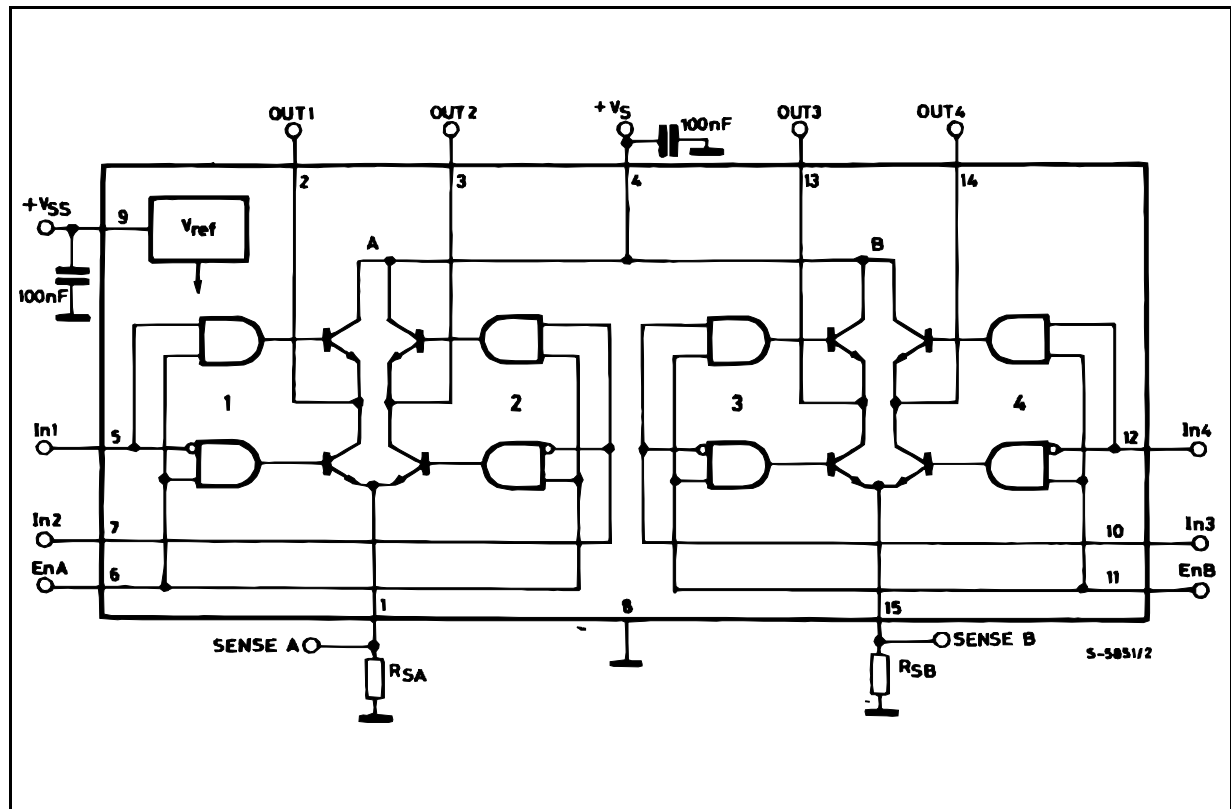 OUT1
OUT2
+VS
100nF
OUT3
OUT4
2
3
4
13
14
+VSS
9
Vref
A
B
100nF
1
2
3
4
In1
5
12
In4
In2
7
10
In3
EnA
6
11
EnB
1
8
15
SENSE A
SENSE B
S-5851/2
RSA
RSB